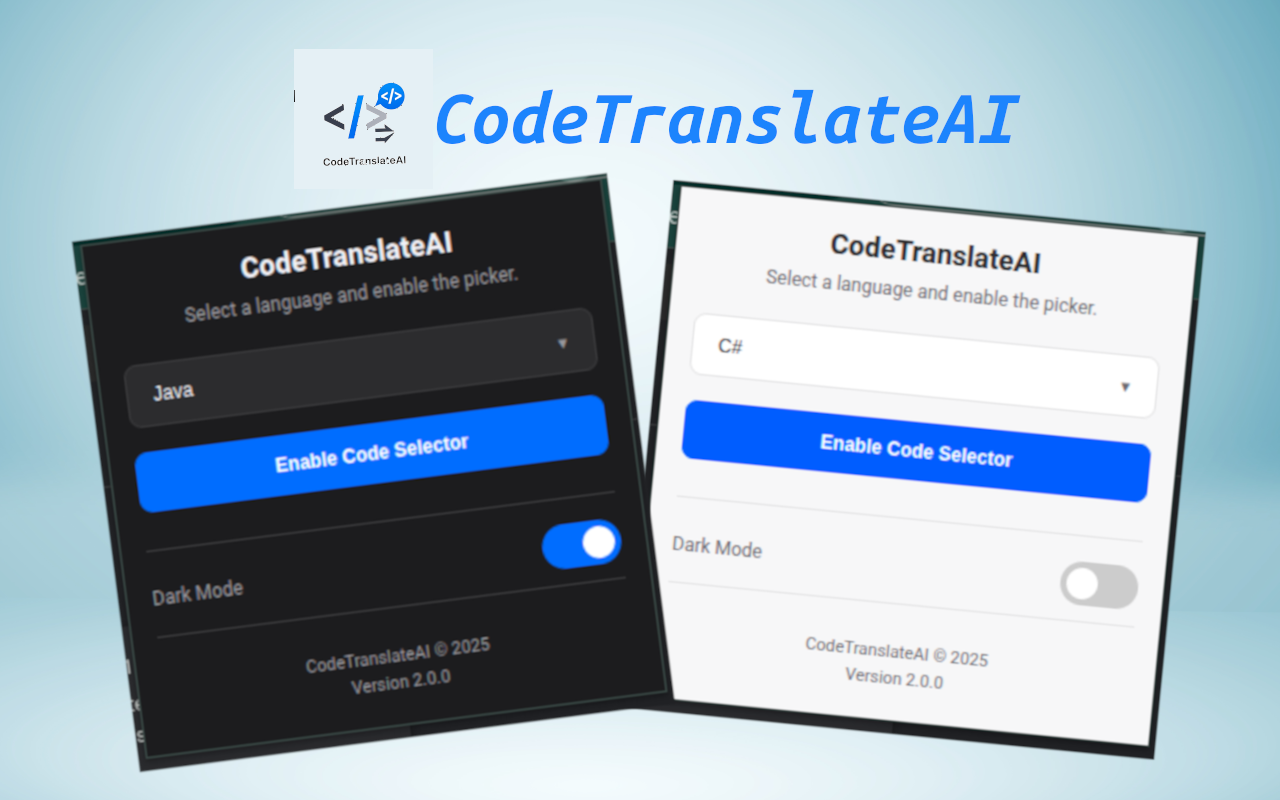 </>
</>
CodeTranslateAI
CodeTranslateAI
CodeTranslateAI
Select a language and enable the picker.
Java
Enable Code Selector
Dark Mode
CodeTranslateAI © 2025
Version 2.0.0
CodeTranslateAI
Select a language and enable the picker.
C#
Enable Code Selector
Dark Mode
CodeTranslateAI © 2025
Version 2.0.0